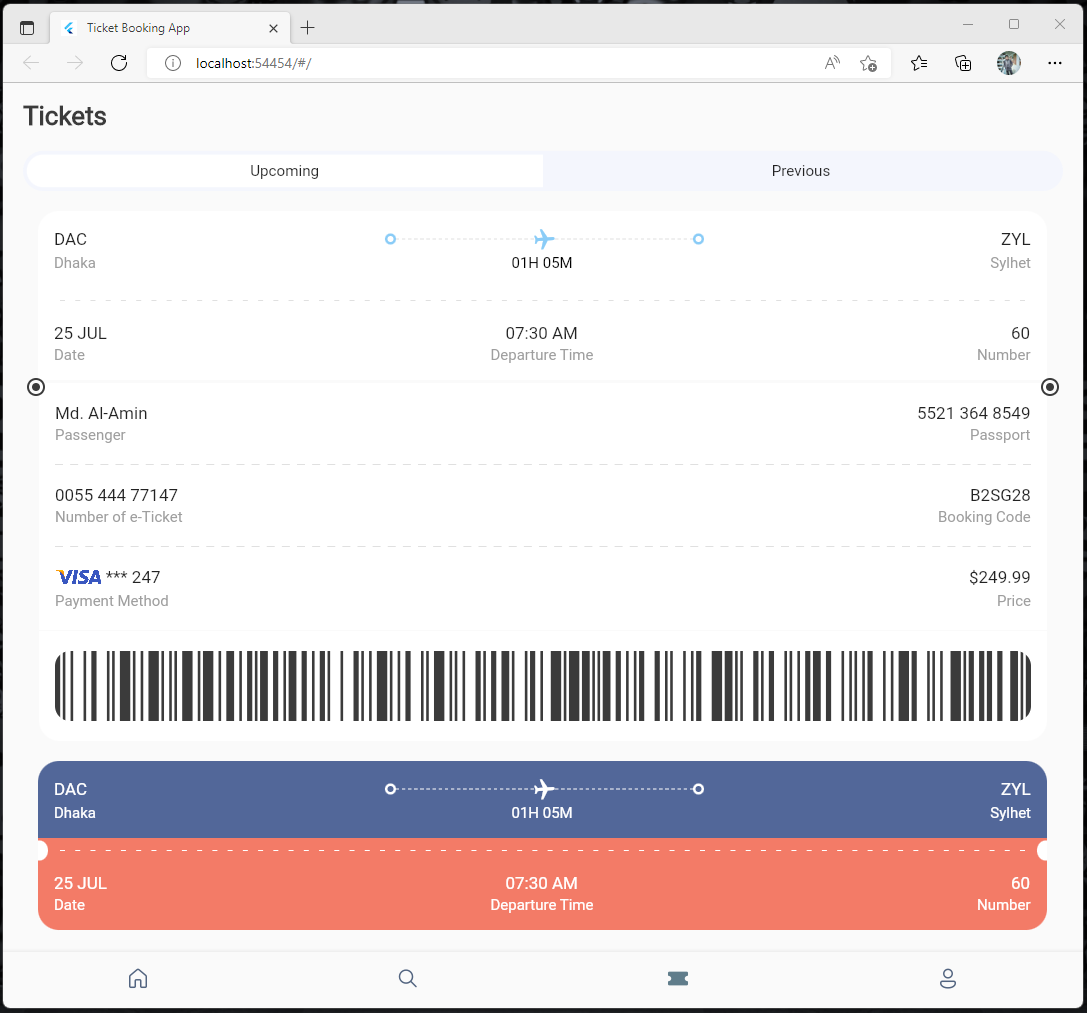 Ticket Booking App
localhost:54454/#/
Tickets
Upcoming Previous
DAC ZYL
Dhaka 01H 05M Sylhet
25 JUL 07:30 AM 60
Date Departure Time Number
Md. Al-Amin 5521 364 8549
Passenger Passport
0055 444 77147 B2SG28
Number of e-Ticket Booking Code
VISA *** 247 $249.99
Payment Method Price
DAC ZYL
Dhaka 01H 05M Sylhet
25 JUL 07:30 AM 60
Date Departure Time Number